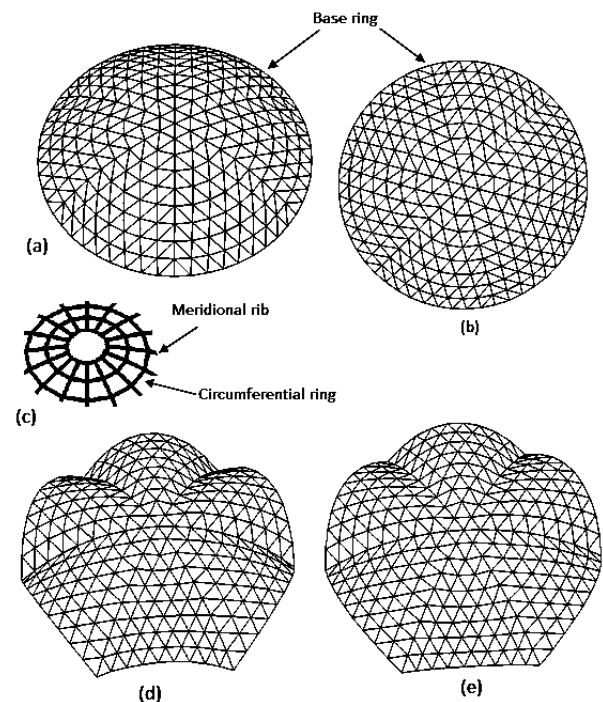 Base ring
(a)
(b)
Meridional rib
Circumferential ring
(c)
(d)
(e)